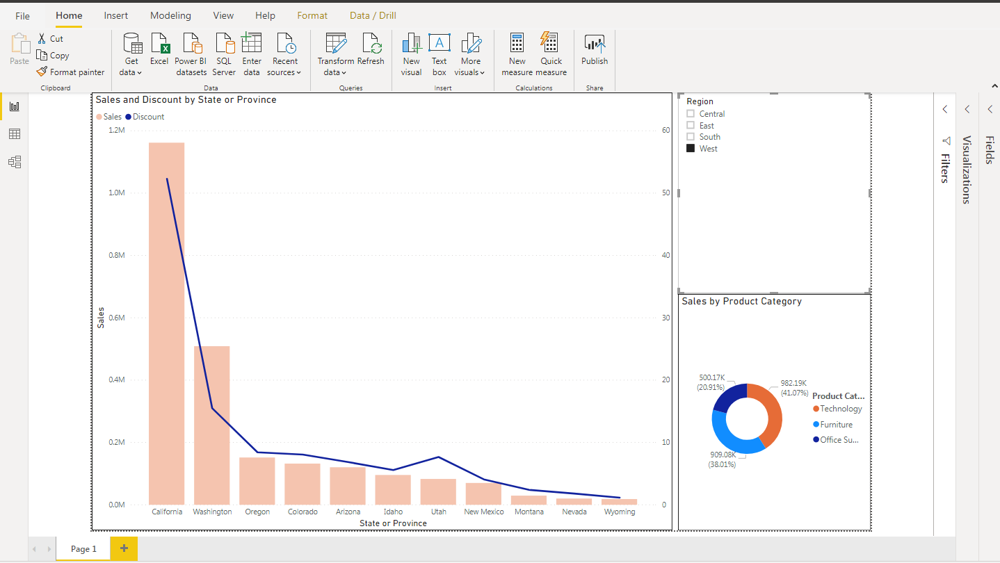 File Home Insert Modeling View Help Format Data / Drill
Paste
Cut
Copy
Format painter
Clipboard
Get data
Excel
Power BI datasets
SQL Server
Enter data
Recent sources
Data
Transform data
Refresh
Queries
New visual
Text box
More visuals
Insert
New measure
Quick measure
Calculations
Publish
Share
Sales and Discount by State or Province
Sales Discount
1.2M
1.0M
0.8M
0.6M
0.4M
0.2M
0.0M
Sales
60
50
40
30
20
10
0
California Washington Oregon Colorado Arizona Idaho Utah New Mexico Montana Nevada Wyoming
State or Province
Region
Central
East
South
West
Sales by Product Category
500.17K
(20.91%)
982.19K
(41.07%)
909.08K
(38.01%)
Product Cat...
Technology
Furniture
Office Su...
Filters
Visualizations
Fields
Page 1